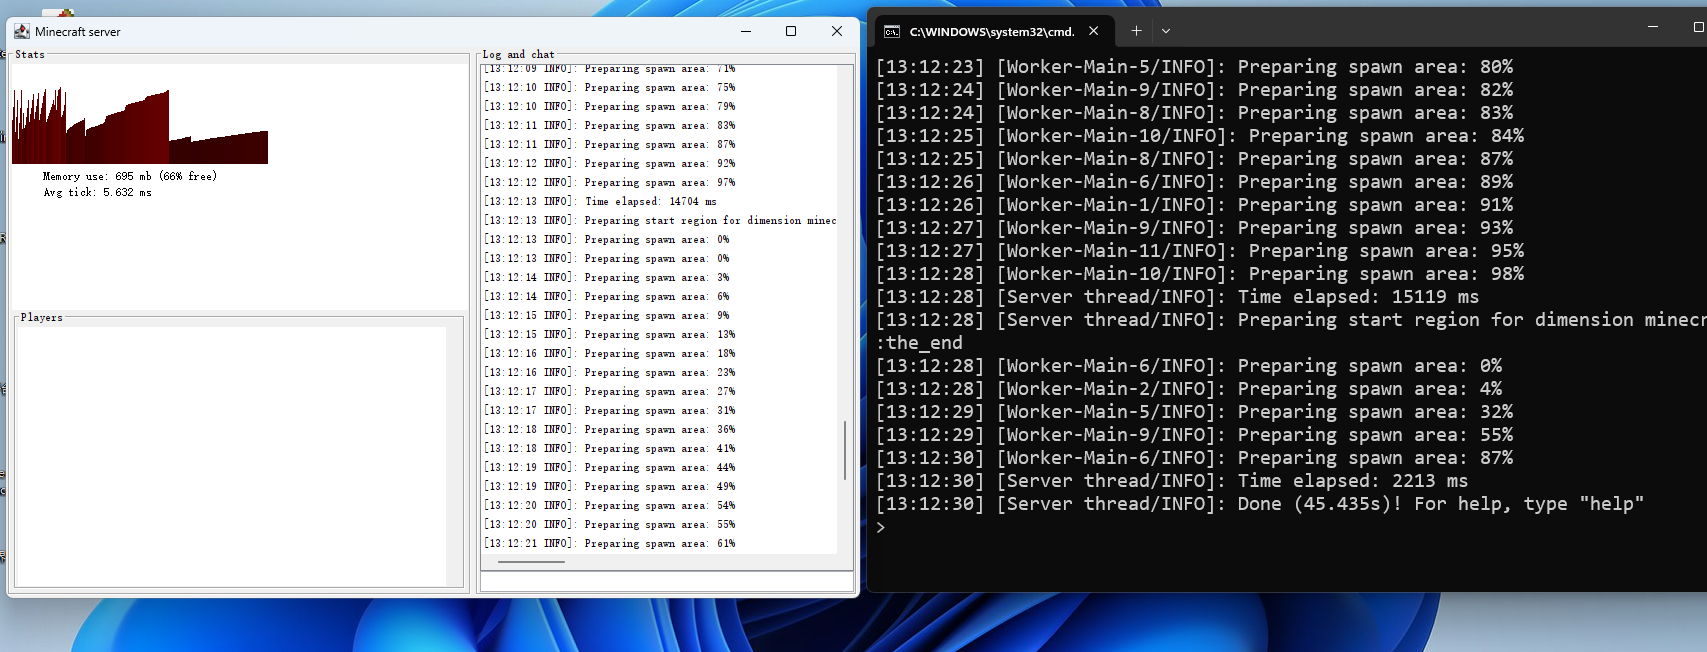 Minecraft server
Stats
Memory use: 695 mb (66% free)
Avg tick: 5.632 ms
Players
Log and chat
[13:12:09 INFO]: Preparing spawn area: 71%
[13:12:10 INFO]: Preparing spawn area: 75%
[13:12:10 INFO]: Preparing spawn area: 79%
[13:12:11 INFO]: Preparing spawn area: 83%
[13:12:11 INFO]: Preparing spawn area: 87%
[13:12:12 INFO]: Preparing spawn area: 92%
[13:12:12 INFO]: Preparing spawn area: 97%
[13:12:13 INFO]: Time elapsed: 14704 ms
[13:12:13 INFO]: Preparing start region for dimension minec
[13:12:13 INFO]: Preparing spawn area: 0%
[13:12:13 INFO]: Preparing spawn area: 0%
[13:12:14 INFO]: Preparing spawn area: 3%
[13:12:14 INFO]: Preparing spawn area: 6%
[13:12:15 INFO]: Preparing spawn area: 9%
[13:12:15 INFO]: Preparing spawn area: 13%
[13:12:16 INFO]: Preparing spawn area: 18%
[13:12:16 INFO]: Preparing spawn area: 23%
[13:12:17 INFO]: Preparing spawn area: 27%
[13:12:17 INFO]: Preparing spawn area: 31%
[13:12:18 INFO]: Preparing spawn area: 36%
[13:12:18 INFO]: Preparing spawn area: 41%
[13:12:19 INFO]: Preparing spawn area: 44%
[13:12:19 INFO]: Preparing spawn area: 49%
[13:12:20 INFO]: Preparing spawn area: 54%
[13:12:20 INFO]: Preparing spawn area: 55%
[13:12:21 INFO]: Preparing spawn area: 61%
C:\WINDOWS\system32\cmd.
[13:12:23] [Worker-Main-5/INFO]: Preparing spawn area: 80%
[13:12:24] [Worker-Main-9/INFO]: Preparing spawn area: 82%
[13:12:24] [Worker-Main-8/INFO]: Preparing spawn area: 83%
[13:12:25] [Worker-Main-10/INFO]: Preparing spawn area: 84%
[13:12:25] [Worker-Main-8/INFO]: Preparing spawn area: 87%
[13:12:26] [Worker-Main-6/INFO]: Preparing spawn area: 89%
[13:12:26] [Worker-Main-1/INFO]: Preparing spawn area: 91%
[13:12:27] [Worker-Main-9/INFO]: Preparing spawn area: 93%
[13:12:27] [Worker-Main-11/INFO]: Preparing spawn area: 95%
[13:12:28] [Worker-Main-10/INFO]: Preparing spawn area: 98%
[13:12:28] [Server thread/INFO]: Time elapsed: 15119 ms
[13:12:28] [Server thread/INFO]: Preparing start region for dimension minecr
:the_end
[13:12:28] [Worker-Main-6/INFO]: Preparing spawn area: 0%
[13:12:28] [Worker-Main-2/INFO]: Preparing spawn area: 4%
[13:12:29] [Worker-Main-5/INFO]: Preparing spawn area: 32%
[13:12:29] [Worker-Main-9/INFO]: Preparing spawn area: 55%
[13:12:30] [Worker-Main-6/INFO]: Preparing spawn area: 87%
[13:12:30] [Server thread/INFO]: Time elapsed: 2213 ms
[13:12:30] [Server thread/INFO]: Done (45.435s)! For help, type "help"
>